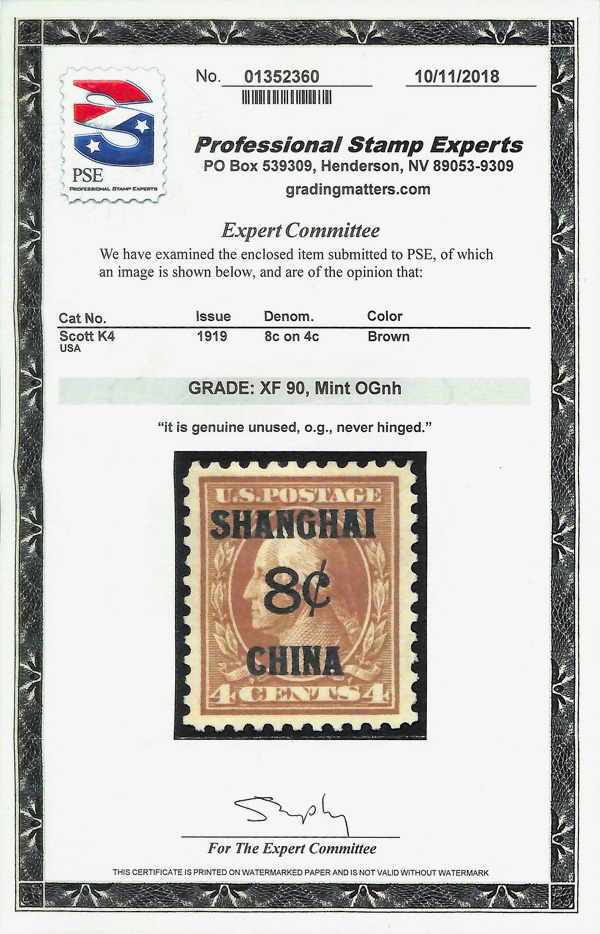 No. 01352360 10/11/2018
PSE
PROFESSIONAL STAMP EXPERTS
Professional Stamp Experts
PO Box 539309, Henderson, NV 89053-9309
gradingmatters.com
Expert Committee
We have examined the enclosed item submitted to PSE, of which
an image is shown below, and are of the opinion that:
Cat No. Issue Denom. Color
Scott K4 1919 8c on 4c Brown
USA
GRADE: XF 90, Mint OGnh
“it is genuine unused, o.g., never hinged.”
U.S. POSTAGE
SHANGHAI
8¢
CHINA
4 CENTS 4
For The Expert Committee
THIS CERTIFICATE IS PRINTED ON WATERMARKED PAPER AND IS NOT VALID WITHOUT WATERMARK